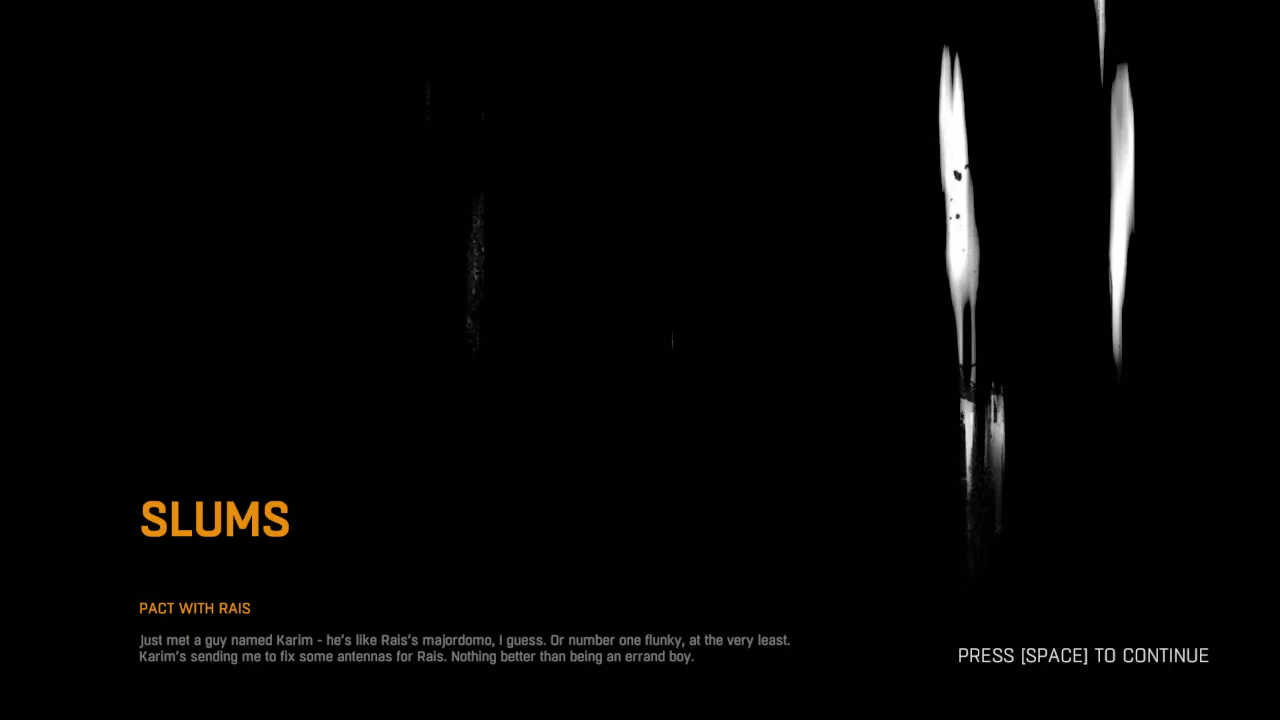 SLUMS
PACT WITH RAIS
Just met a guy named Karim - he's like Rais's majordomo, I guess. Or number one flunky, at the very least.
Karim's sending me to fix some antennas for Rais. Nothing better than being an errand boy.
PRESS [SPACE] TO CONTINUE